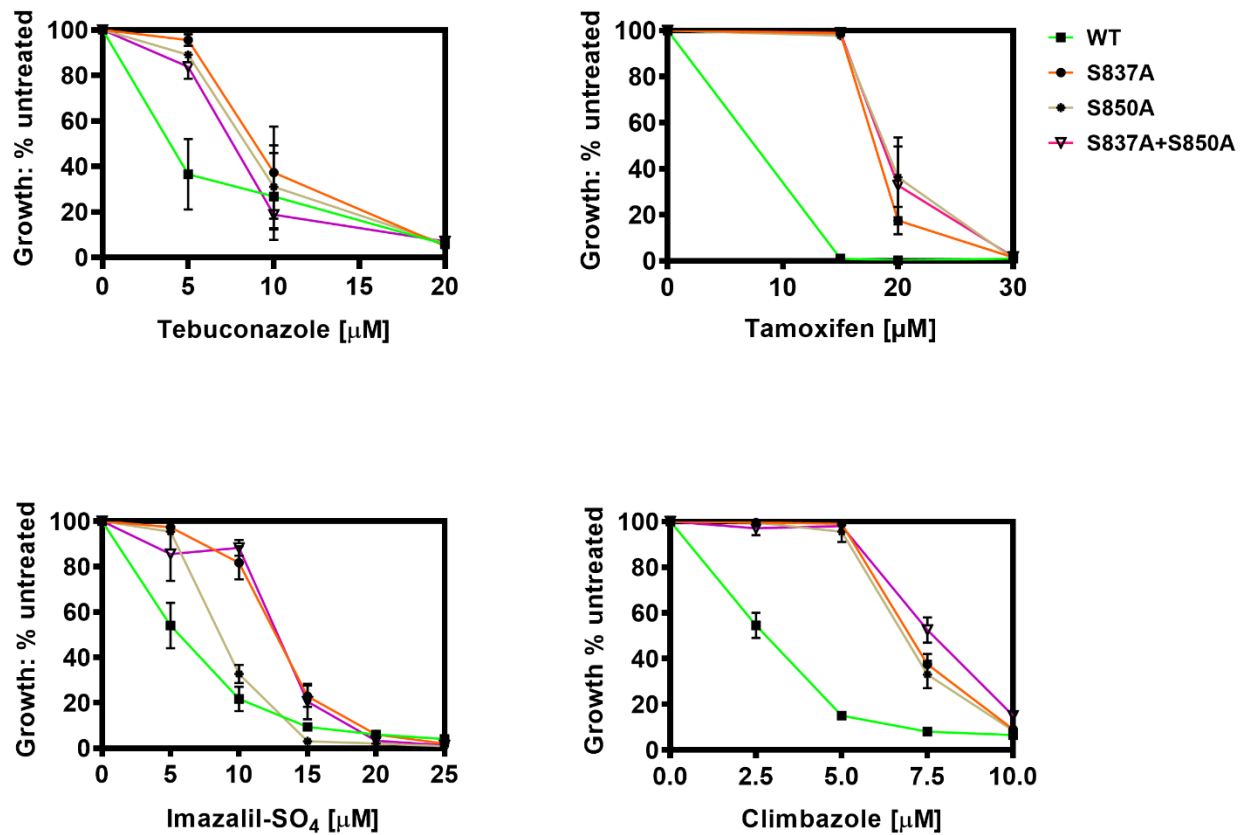 Growth: % untreated
100
80
60
40
20
0
0 5 10 20
Tebuconazole [μM]
Growth: % untreated
100
80
60
40
20
0
0 10 20 30
Tamoxifen [μM]
WT
S837A
S850A
S837A+S850A
Growth: % untreated
100
80
60
40
20
0
0 5 10 15 20 25
Imazalil-SO₄ [μM]
Growth % untreated
100
80
60
40
20
0
0.0 2.5 5.0 7.5 10.0
Climbazole [μM]